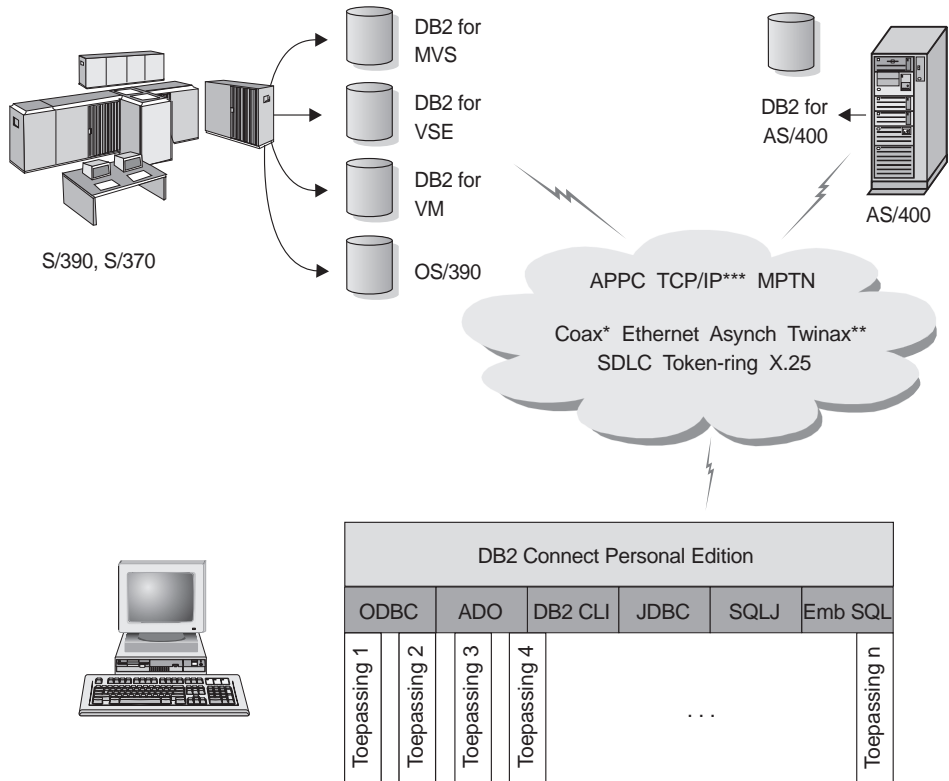 DB2 for
MVS
DB2 for
VSE
DB2 for
VM
OS/390
S/390, S/370
DB2 for
AS/400
AS/400
APPC TCP/IP*** MPTN
Coax* Ethernet Asynch Twinax**
SDLC Token-ring X.25
DB2 Connect Personal Edition
ODBC ADO DB2 CLI JDBC SQLJ Emb SQL
Toepassing 1
Toepassing 2
Toepassing 3
Toepassing 4
. . .
Toepassing n